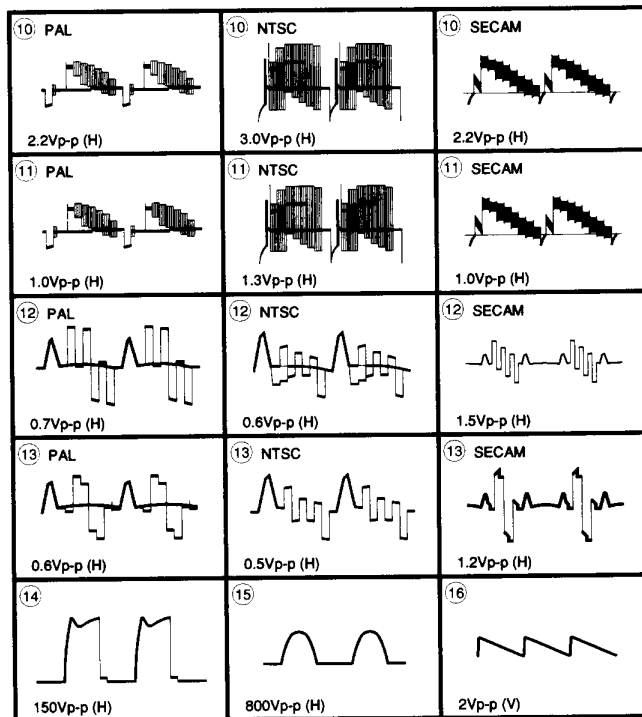 10 PAL
2.2Vp-p (H)
10 NTSC
3.0Vp-p (H)
10 SECAM
2.2Vp-p (H)
11 PAL
1.0Vp-p (H)
11 NTSC
1.3Vp-p (H)
11 SECAM
1.0Vp-p (H)
12 PAL
0.7Vp-p (H)
12 NTSC
0.6Vp-p (H)
12 SECAM
1.5Vp-p (H)
13 PAL
0.6Vp-p (H)
13 NTSC
0.5Vp-p (H)
13 SECAM
1.2Vp-p (H)
14
150Vp-p (H)
15
800Vp-p (H)
16
2Vp-p (V)